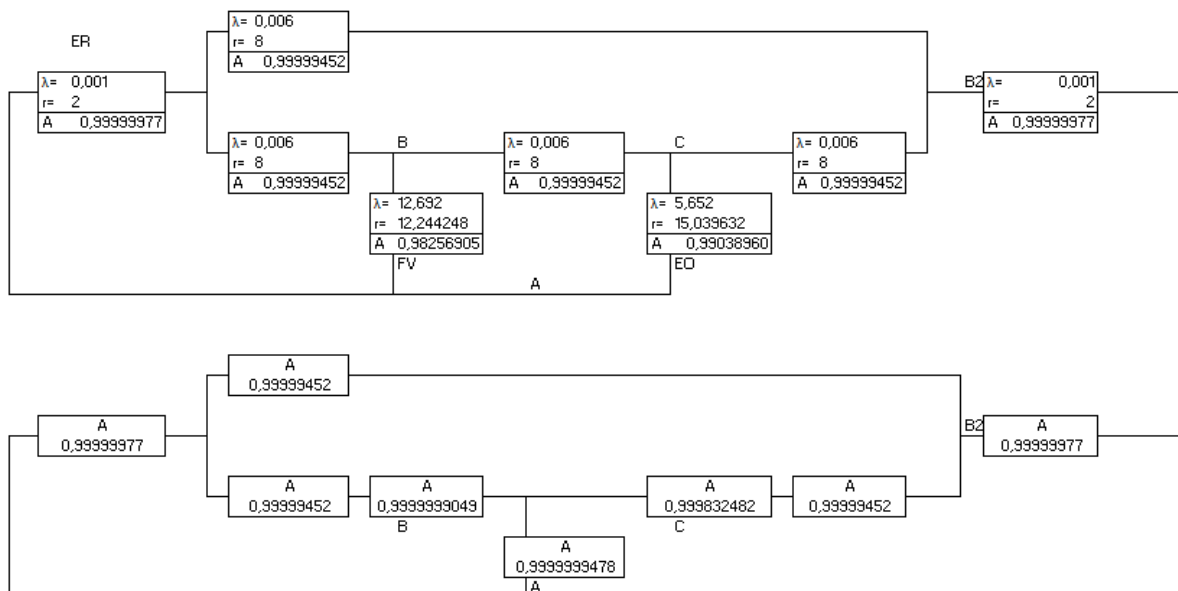 ER
λ= 0,006
r= 8
A 0,99999452
λ= 0,001
r= 2
A 0,99999977
B2
λ= 0,001
r= 2
A 0,99999977
λ= 0,006
r= 8
A 0,99999452
B
λ= 0,006
r= 8
A 0,99999452
C
λ= 0,006
r= 8
A 0,99999452
λ= 12,692
r= 12,244248
A 0,98256905
FV
λ= 5,652
r= 15,039632
A 0,99038960
EO
A
A
0,99999452
A
0,99999977
B2
A
0,99999977
A
0,99999452
A
0,9999999049
B
A
0,999832482
C
A
0,99999452
A
0,9999999478
A